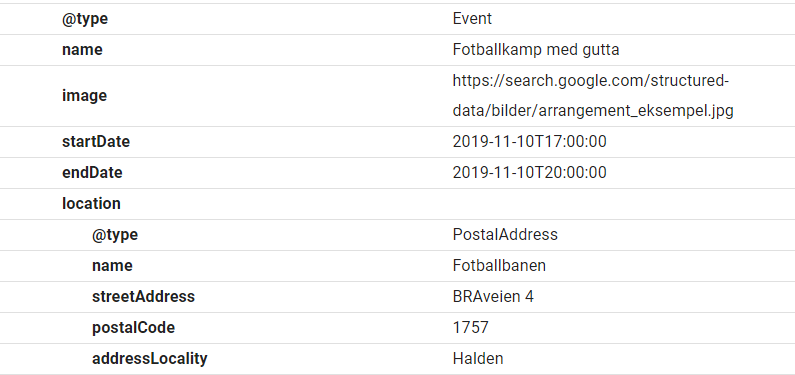 @type Event
name Fotballkamp med gutta
image https://search.google.com/structured-
data/bilder/arrangement_eksempel.jpg
startDate 2019-11-10T17:00:00
endDate 2019-11-10T20:00:00
location
@type PostalAddress
name Fotballbanen
streetAddress BRAveien 4
postalCode 1757
addressLocality Halden